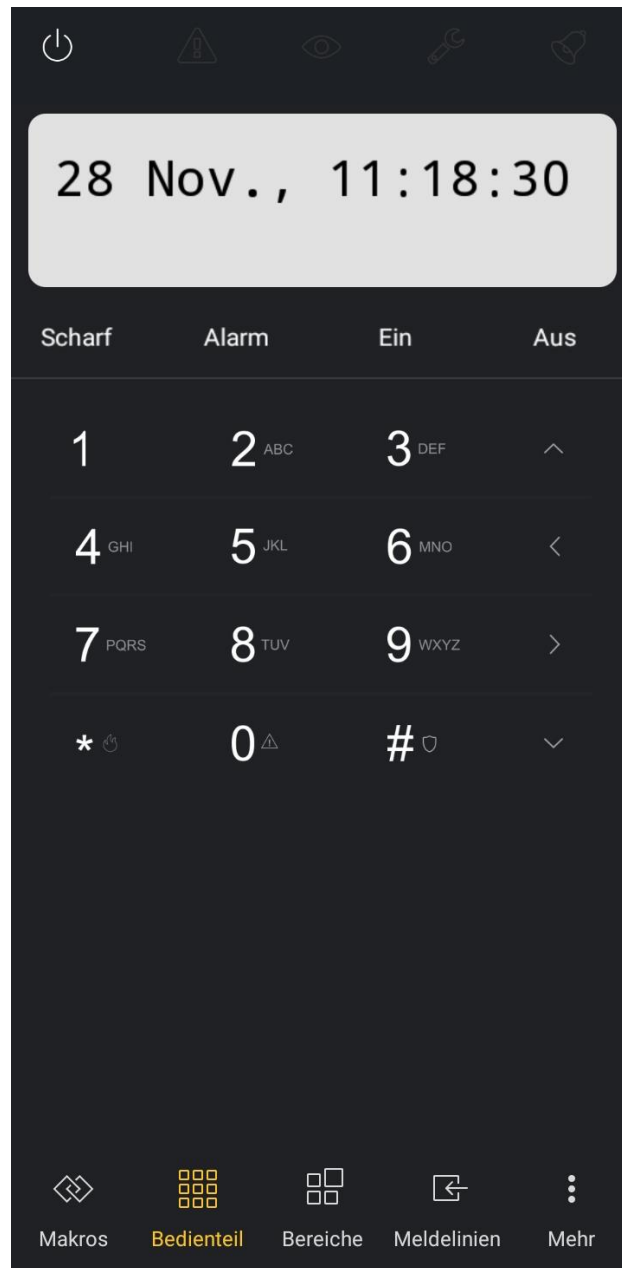 28 Nov., 11:18:30
Scharf Alarm Ein Aus
1 2 ABC 3 DEF
4 GHI 5 JKL 6 MNO
7 PQRS 8 TUV 9 WXYZ
* 0 #
Makros Bedienteil Bereiche Meldelinien Mehr